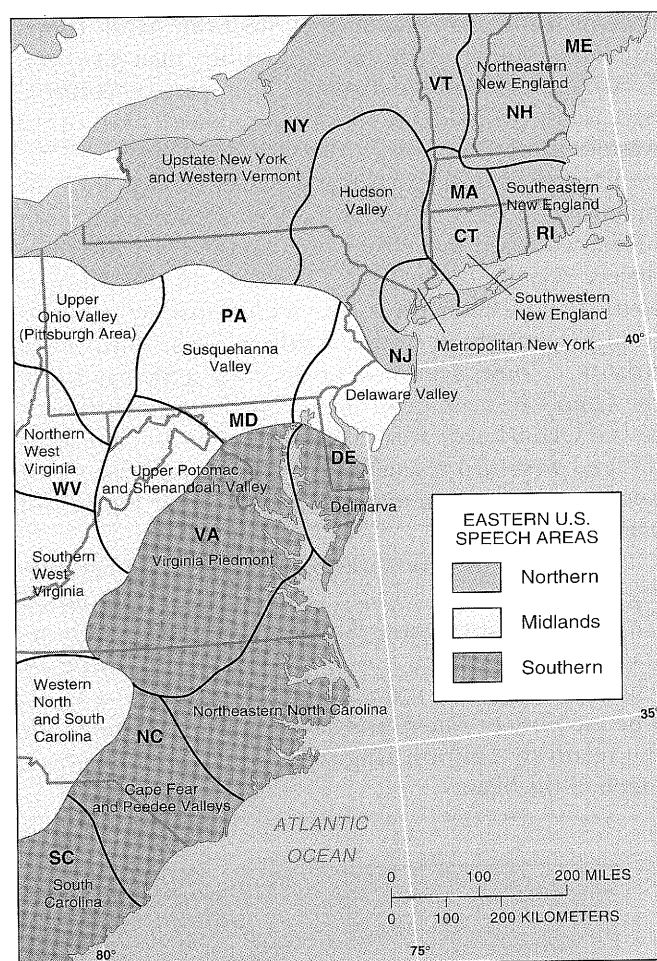 ME
Northeastern
New England
VT
NH
NY
Upstate New York
and Western Vermont
Hudson
Valley
MA
Southeastern
New England
CT
RI
Southwestern
New England
Metropolitan New York
Upper
Ohio Valley
(Pittsburgh Area)
PA
Susquehanna
Valley
NJ
40°
Delaware Valley
MD
Northern
West
Virginia
WV
DE
Upper Potomac
and Shenandoah Valley
Delmarva
VA
Virginia Piedmont
Southern
West
Virginia
EASTERN U.S.
SPEECH AREAS
Northern
Midlands
Southern
Western
North
and South
Carolina
Northeastern North Carolina
35°
NC
Cape Fear
and Peedee Valleys
ATLANTIC
OCEAN
SC
South
Carolina
0 100 200 MILES
0 100 200 KILOMETERS
80°
75°